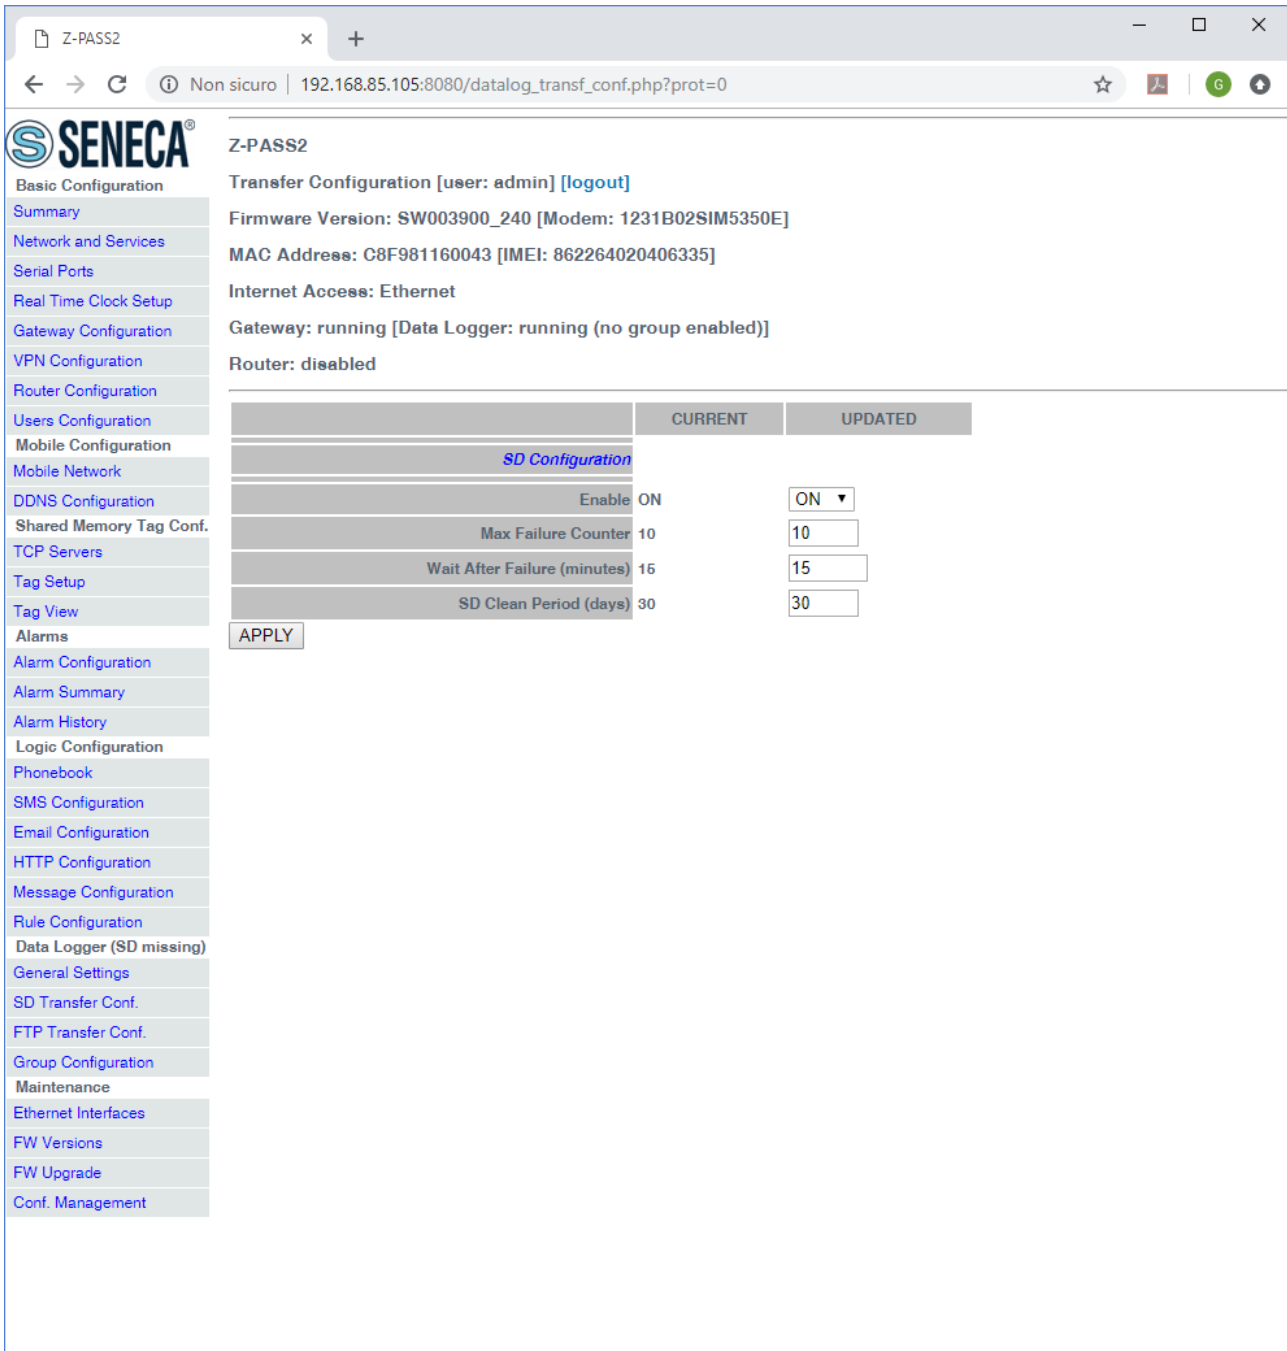 Z-PASS2
Non sicuro | 192.168.85.105:8080/datalog_transf_conf.php?prot=0
G
S SENECA®
Basic Configuration
Summary
Network and Services
Serial Ports
Real Time Clock Setup
Gateway Configuration
VPN Configuration
Router Configuration
Users Configuration
Mobile Configuration
Mobile Network
DDNS Configuration
Shared Memory Tag Conf.
TCP Servers
Tag Setup
Tag View
Alarms
Alarm Configuration
Alarm Summary
Alarm History
Logic Configuration
Phonebook
SMS Configuration
Email Configuration
HTTP Configuration
Message Configuration
Rule Configuration
Data Logger (SD missing)
General Settings
SD Transfer Conf.
FTP Transfer Conf.
Group Configuration
Maintenance
Ethernet Interfaces
FW Versions
FW Upgrade
Conf. Management
Z-PASS2
Transfer Configuration [user: admin] [logout]
Firmware Version: SW003900_240 [Modem: 1231B02SIM5350E]
MAC Address: C8F981160043 [IMEI: 862264020406335]
Internet Access: Ethernet
Gateway: running [Data Logger: running (no group enabled)]
Router: disabled
CURRENT UPDATED
SD Configuration
Enable ON ON
Max Failure Counter 10 10
Wait After Failure (minutes) 15 15
SD Clean Period (days) 30 30
APPLY